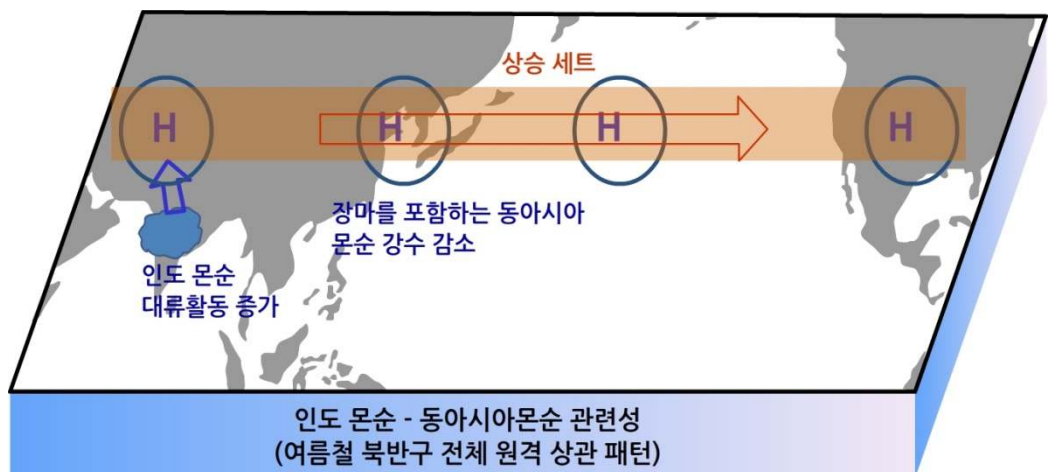 상승 세트
H H H H
장마를 포함하는 동아시아
몬순 강수 감소
인도 몬순
대류활동 증가
인도 몬순 - 동아시아몬순 관련성
(여름철 북반구 전체 원격 상관 패턴)